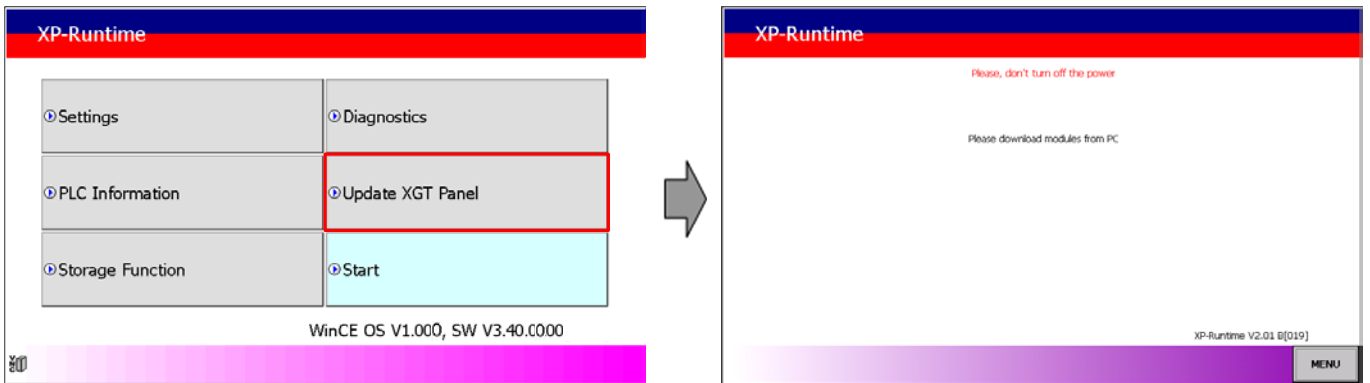 XP-Runtime
Settings
Diagnostics
PLC Information
Update XGT Panel
Storage Function
Start
WinCE OS V1.000, SW V3.40.0000
XP-Runtime
Please, don't turn off the power
Please download modules from PC
XP-Runtime V2.01 B[019]
MENU